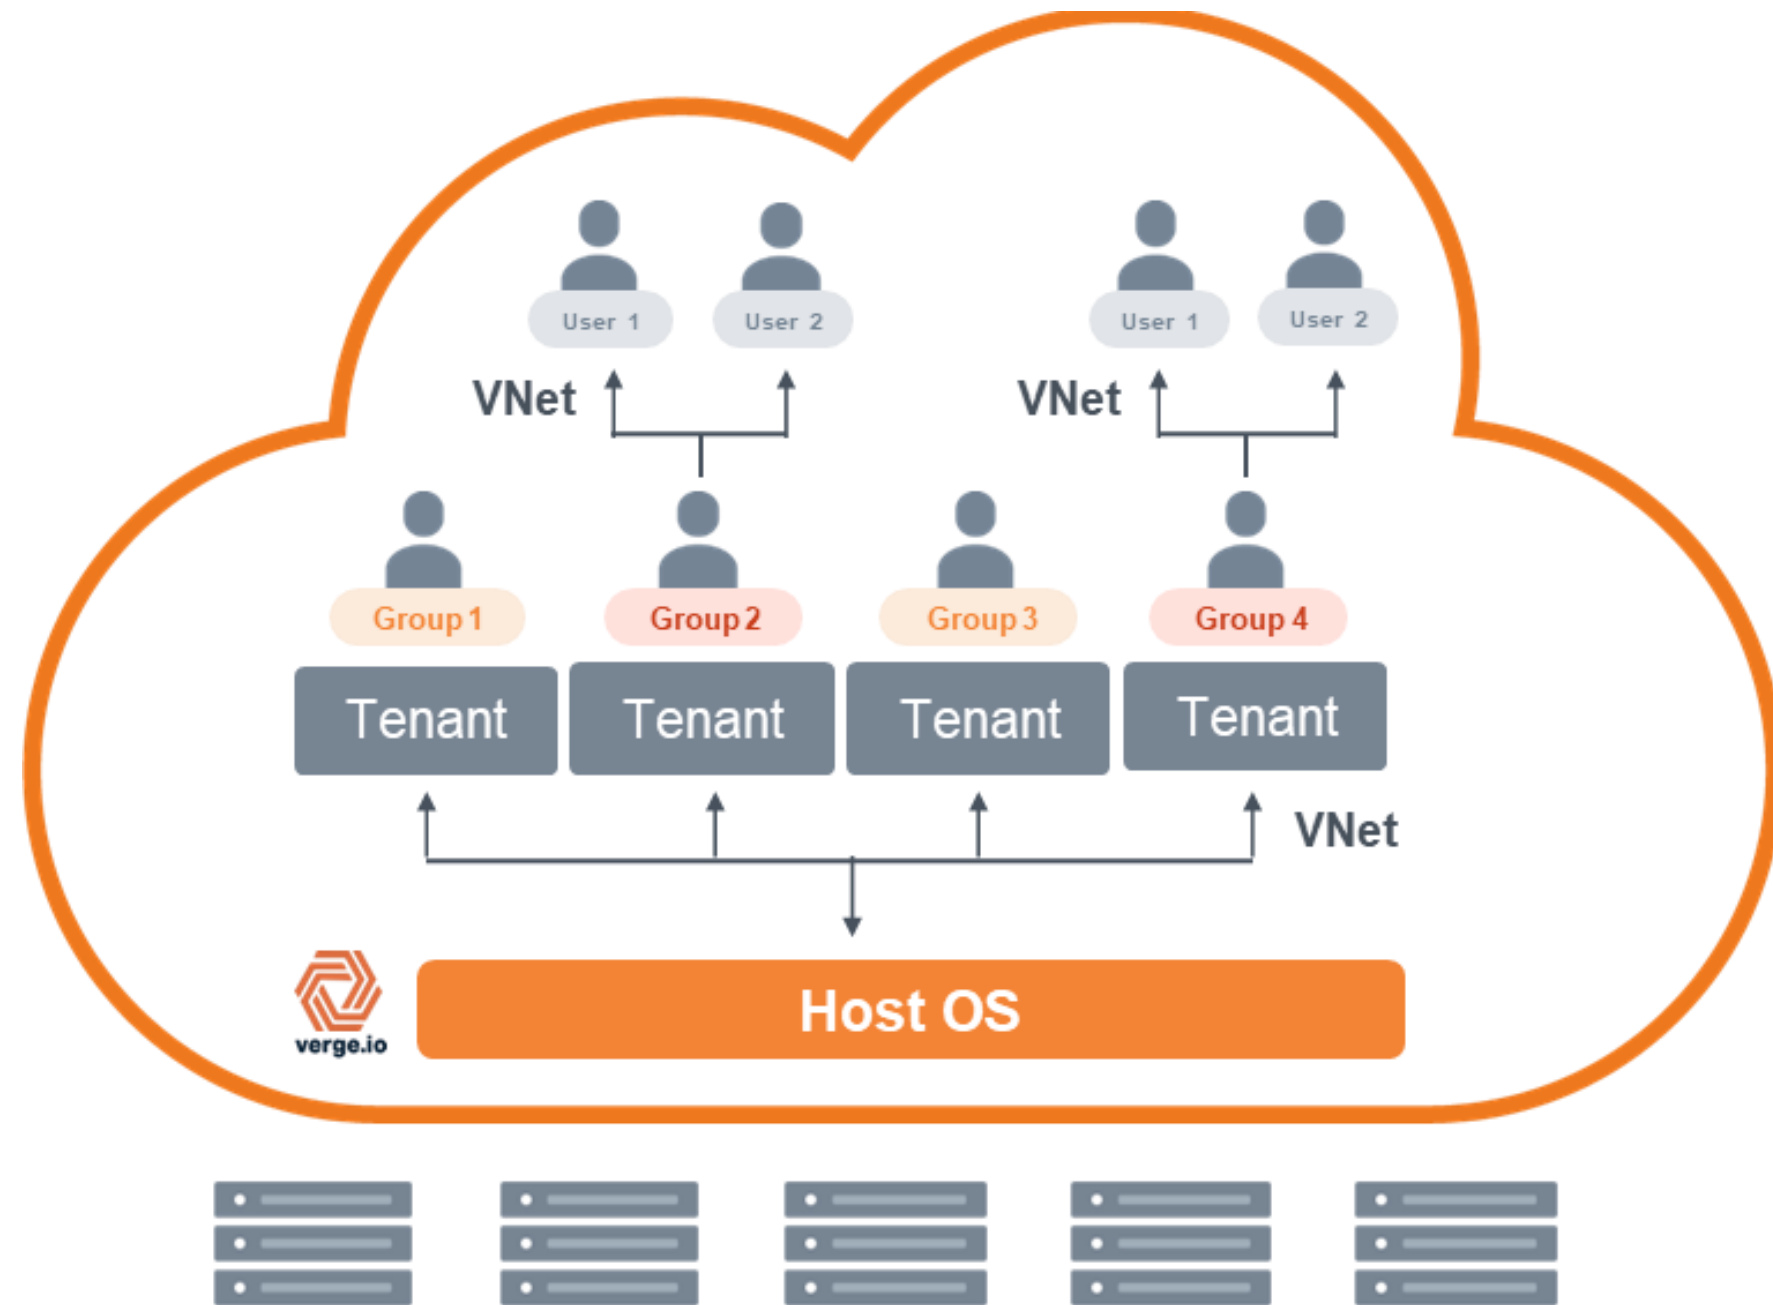 User 1
User 2
User 1
User 2
VNet
VNet
Group 1
Group 2
Group 3
Group 4
Tenant
Tenant
Tenant
Tenant
VNet
Host OS
verge.io